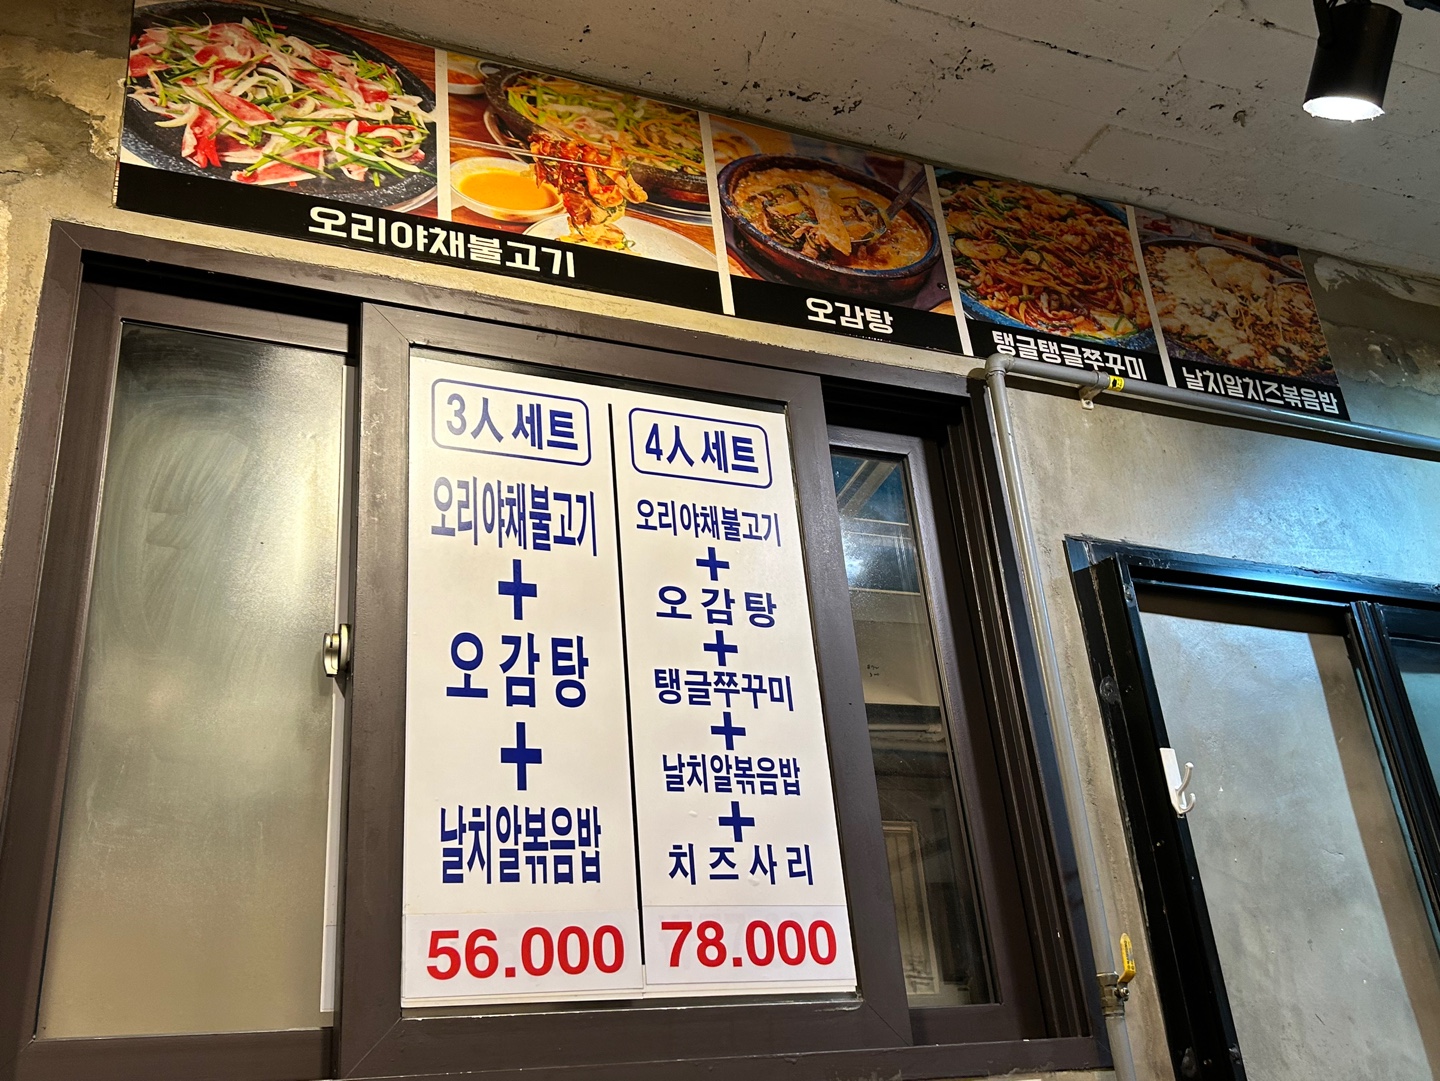 오리야채불고기
오감탕
탱글탱글쭈꾸미
날치알치즈볶음밥
3人 세트
오리야채불고기
+
오감탕
+
날치알볶음밥
56.000
4人 세트
오리야채불고기
+
오감탕
+
탱글쭈꾸미
+
날치알볶음밥
+
치즈사리
78.000